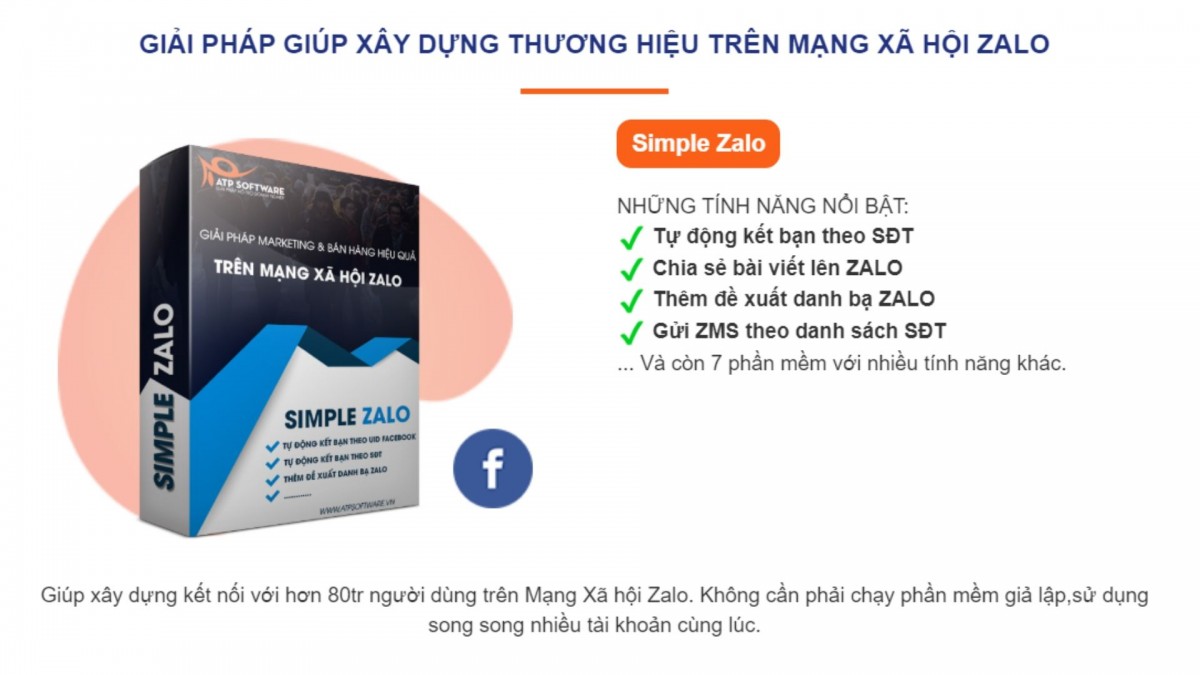 GIẢI PHÁP GIÚP XÂY DỰNG THƯƠNG HIỆU TRÊN MẠNG XÃ HỘI ZALO
ATP SOFTWARE
GIẢI PHÁP MARKETING & BÁN HÀNG HIỆU QUẢ
TRÊN MẠNG XÃ HỘI ZALO
SIMPLE ZALO
SIMPLE ZALO
TỰ ĐỘNG KẾT BẠN THEO UID FACEBOOK
TỰ ĐỘNG KẾT BẠN THEO SĐT
THÊM ĐỀ XUẤT DANH BẠ ZALO
.............
WWW.ATPSOFTWARE.VN
f
Simple Zalo
NHỮNG TÍNH NĂNG NỔI BẬT:
Tự động kết bạn theo SĐT
Chia sẻ bài viết lên ZALO
Thêm đề xuất danh bạ ZALO
Gửi ZMS theo danh sách SĐT
... Và còn 7 phần mềm với nhiều tính năng khác.
Giúp xây dựng kết nối với hơn 80tr người dùng trên Mạng Xã hội Zalo. Không cần phải chạy phần mềm giả lập,sử dụng
song song nhiều tài khoản cùng lúc.